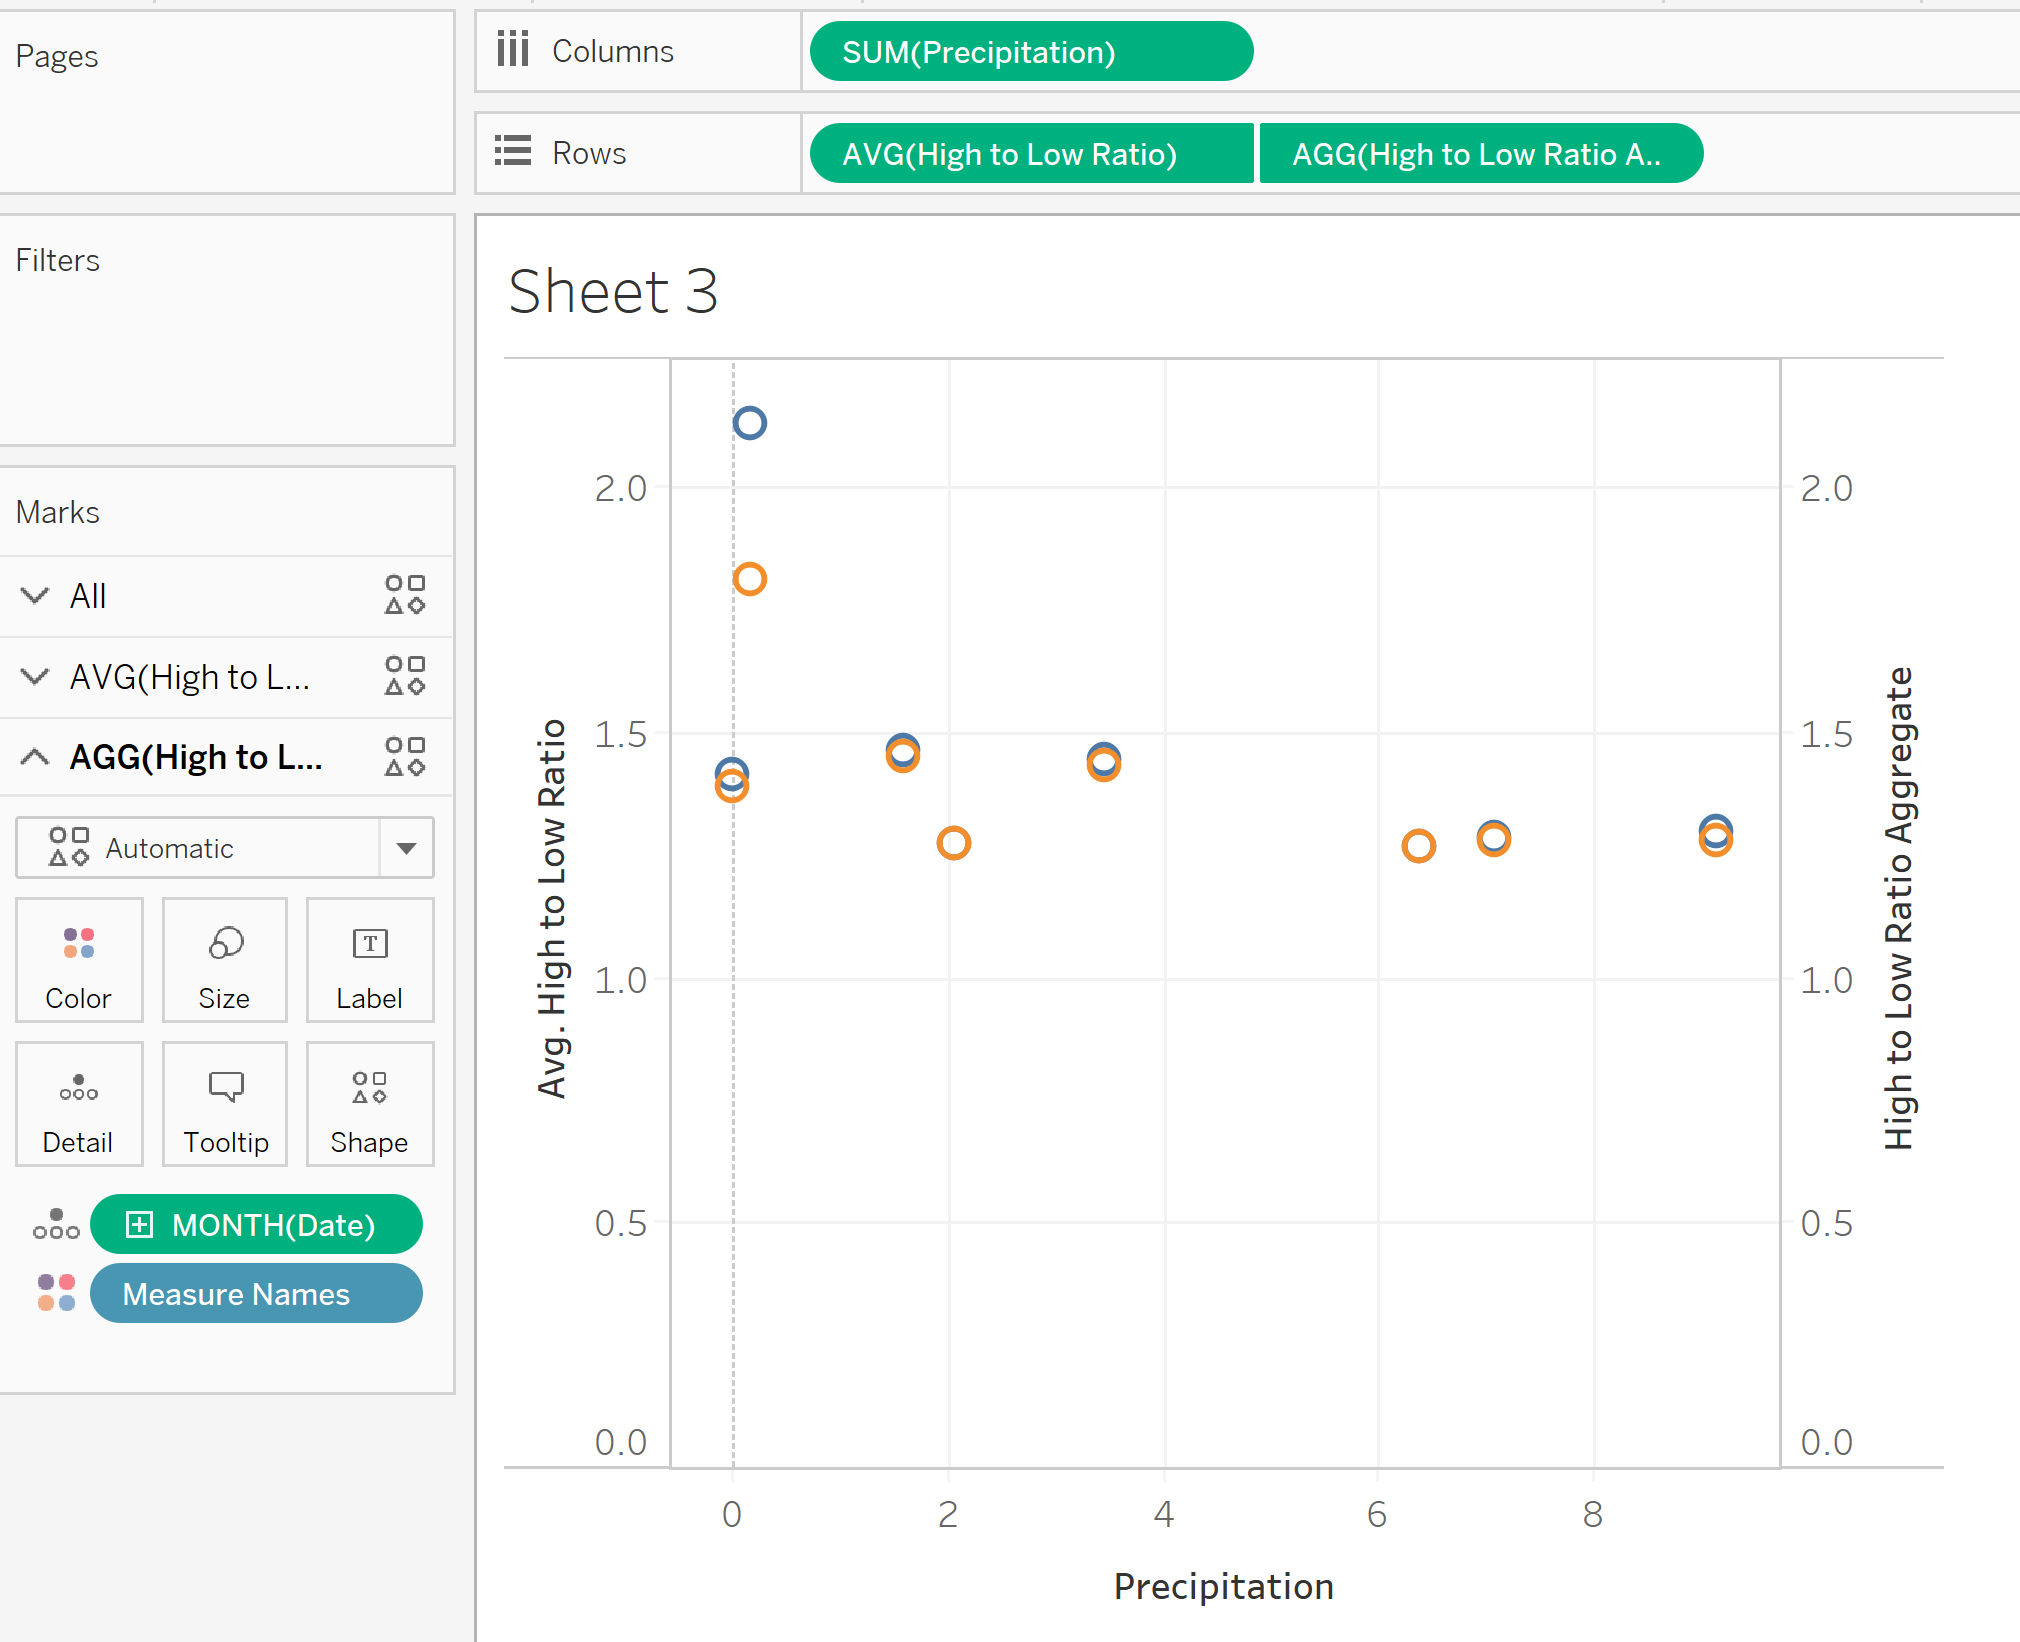 Pages
Columns
SUM(Precipitation)
Rows
AVG(High to Low Ratio)
AGG(High to Low Ratio A..
Filters
Marks
All
AVG(High to L...
AGG(High to L...
Automatic
Color
Size
Label
Detail
Tooltip
Shape
MONTH(Date)
Measure Names
Sheet 3
Avg. High to Low Ratio
2.0
1.5
1.0
0.5
0.0
2.0
1.5
1.0
0.5
0.0
High to Low Ratio Aggregate
0
2
4
6
8
Precipitation